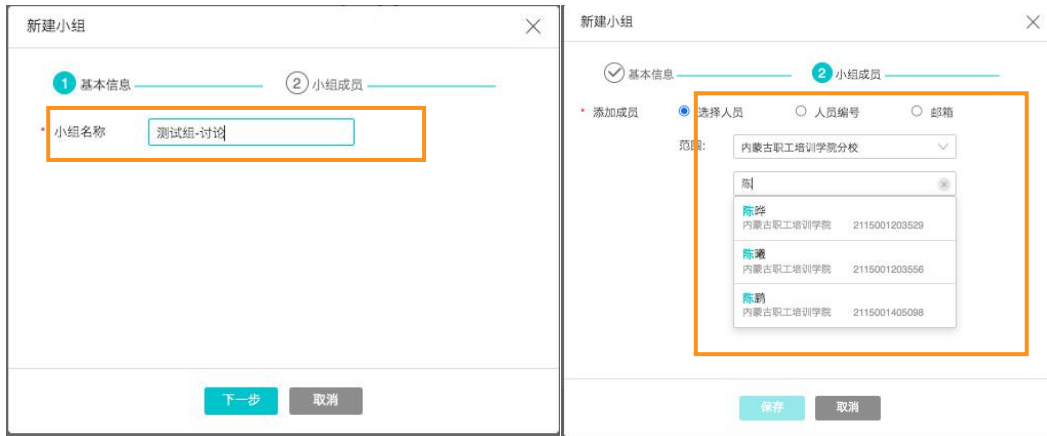 新建小组
1 基本信息
2 小组成员
* 小组名称
测试组-讨论
下一步
取消
新建小组
基本信息
2 小组成员
* 添加成员
选择人员
人员编号
邮箱
范围:
内蒙古职工培训学院分校
陈
陈晔
内蒙古职工培训学院 2115001203529
陈曦
内蒙古职工培训学院 2115001203556
陈鹏
内蒙古职工培训学院 2115001405098
保存
取消